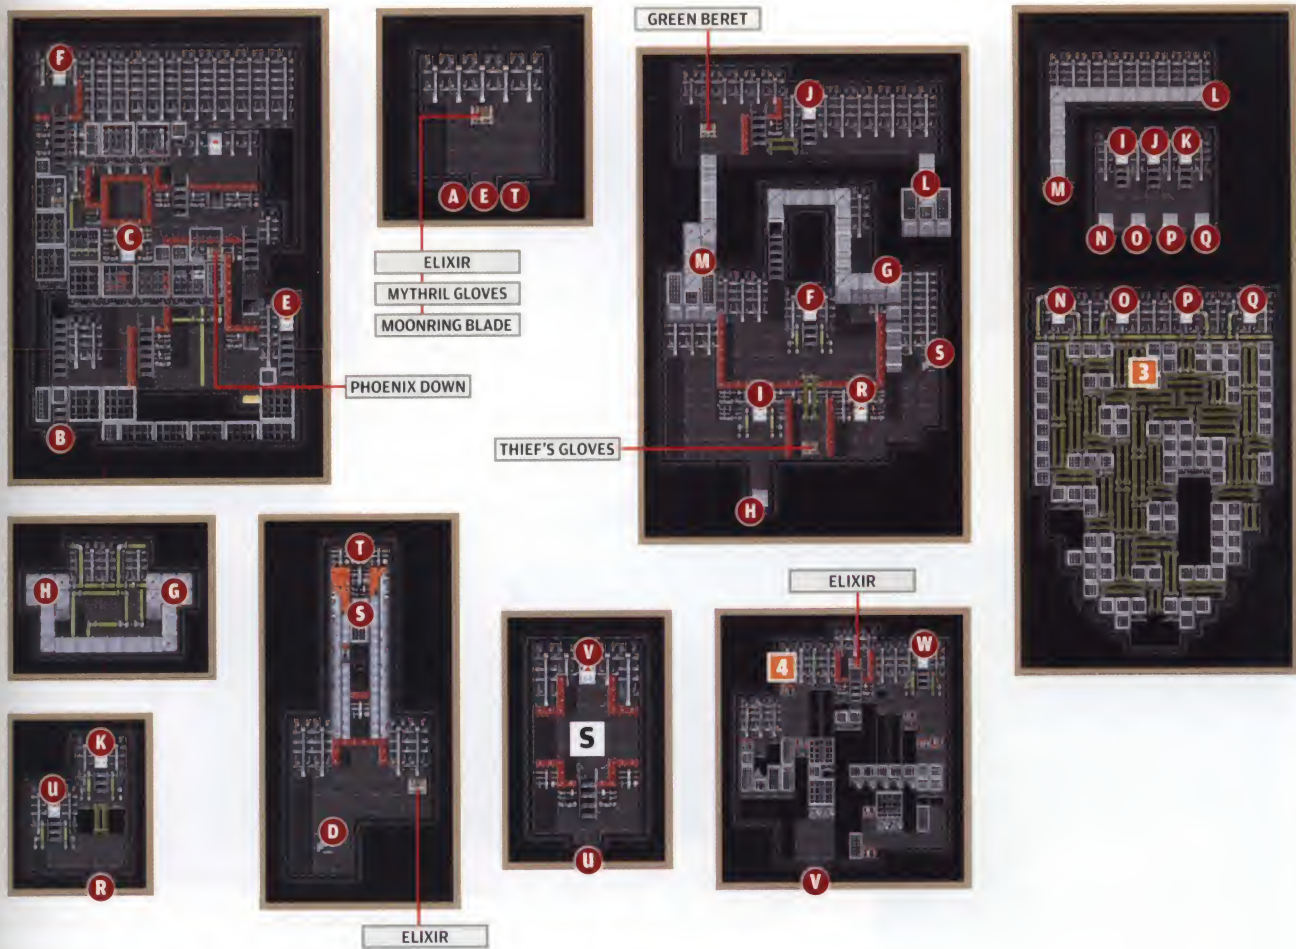 GREEN BERET
F
J
L
I J K
M
A E T
L
N O P Q
C
ELIXIR
M
G
MYTHRIL GLOVES
F
E
N O P Q
MOONRING BLADE
S
3
PHOENIX DOWN
I
R
B
THIEF'S GLOVES
H
T
ELIXIR
H
G
S
V
4
W
K
S
U
D
R
U
V
ELIXIR